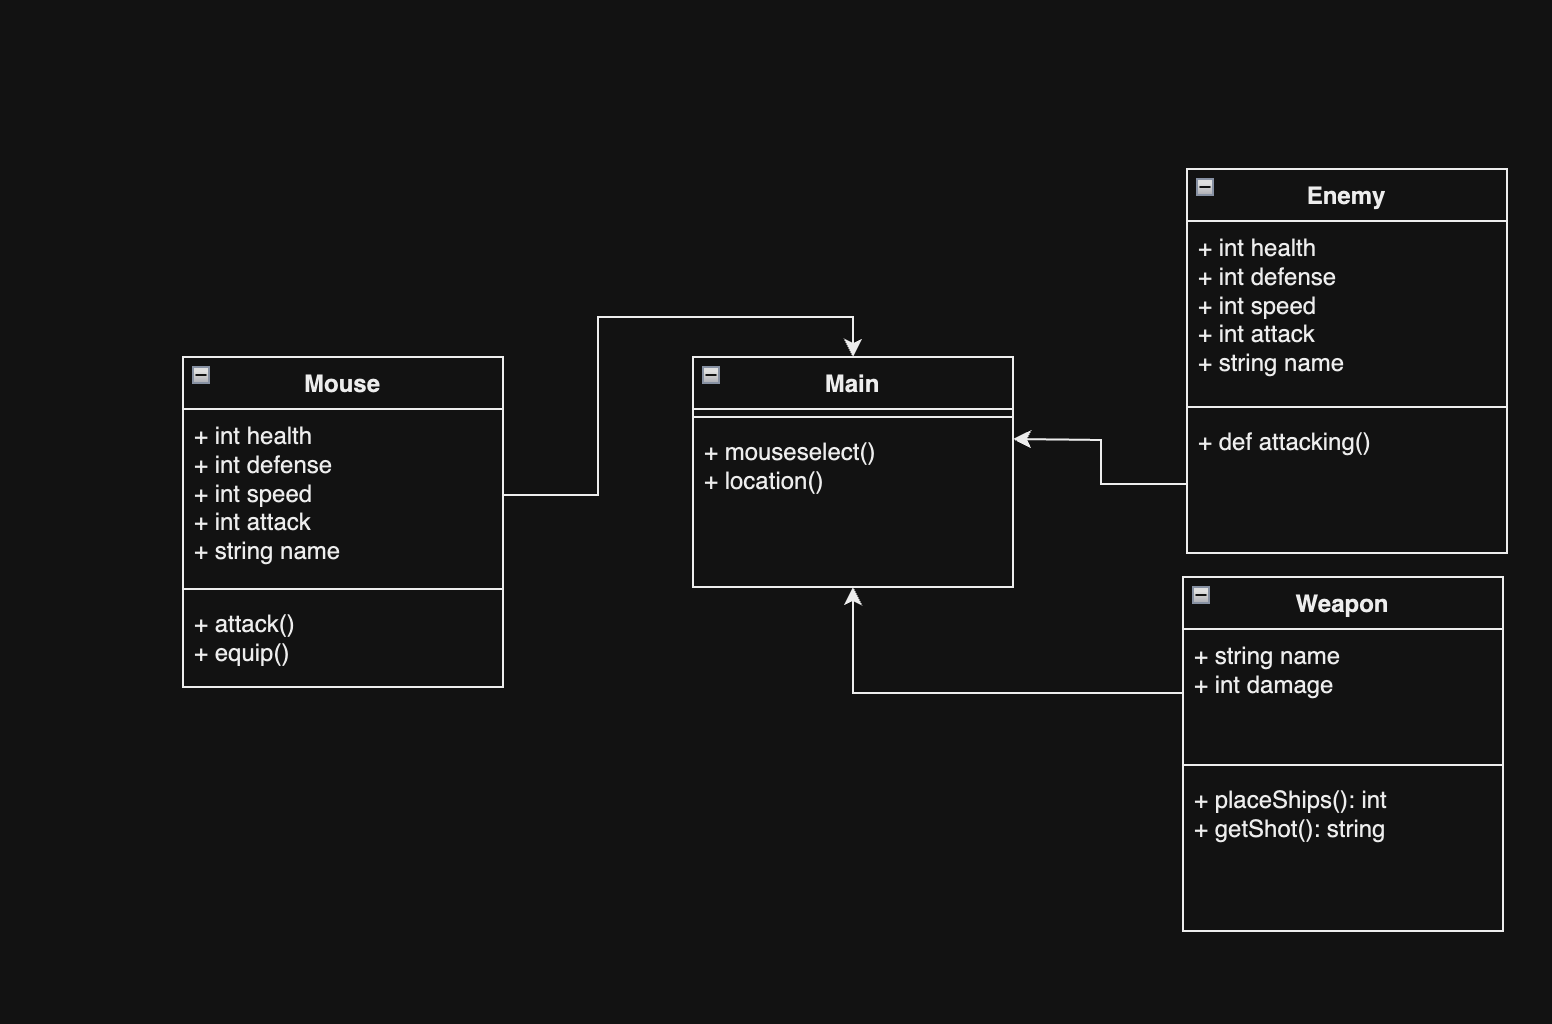 Mouse
+ int health
+ int defense
+ int speed
+ int attack
+ string name
+ attack()
+ equip()
Main
+ mouseselect()
+ location()
Enemy
+ int health
+ int defense
+ int speed
+ int attack
+ string name
+ def attacking()
Weapon
+ string name
+ int damage
+ placeShips(): int
+ getShot(): string